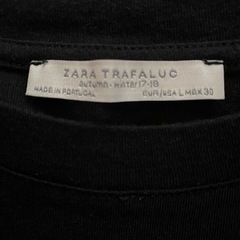 ZARA TRAFALUC
autumn - winter 17-18
MADE IN PORTUGAL EUR/USA L MEX 30